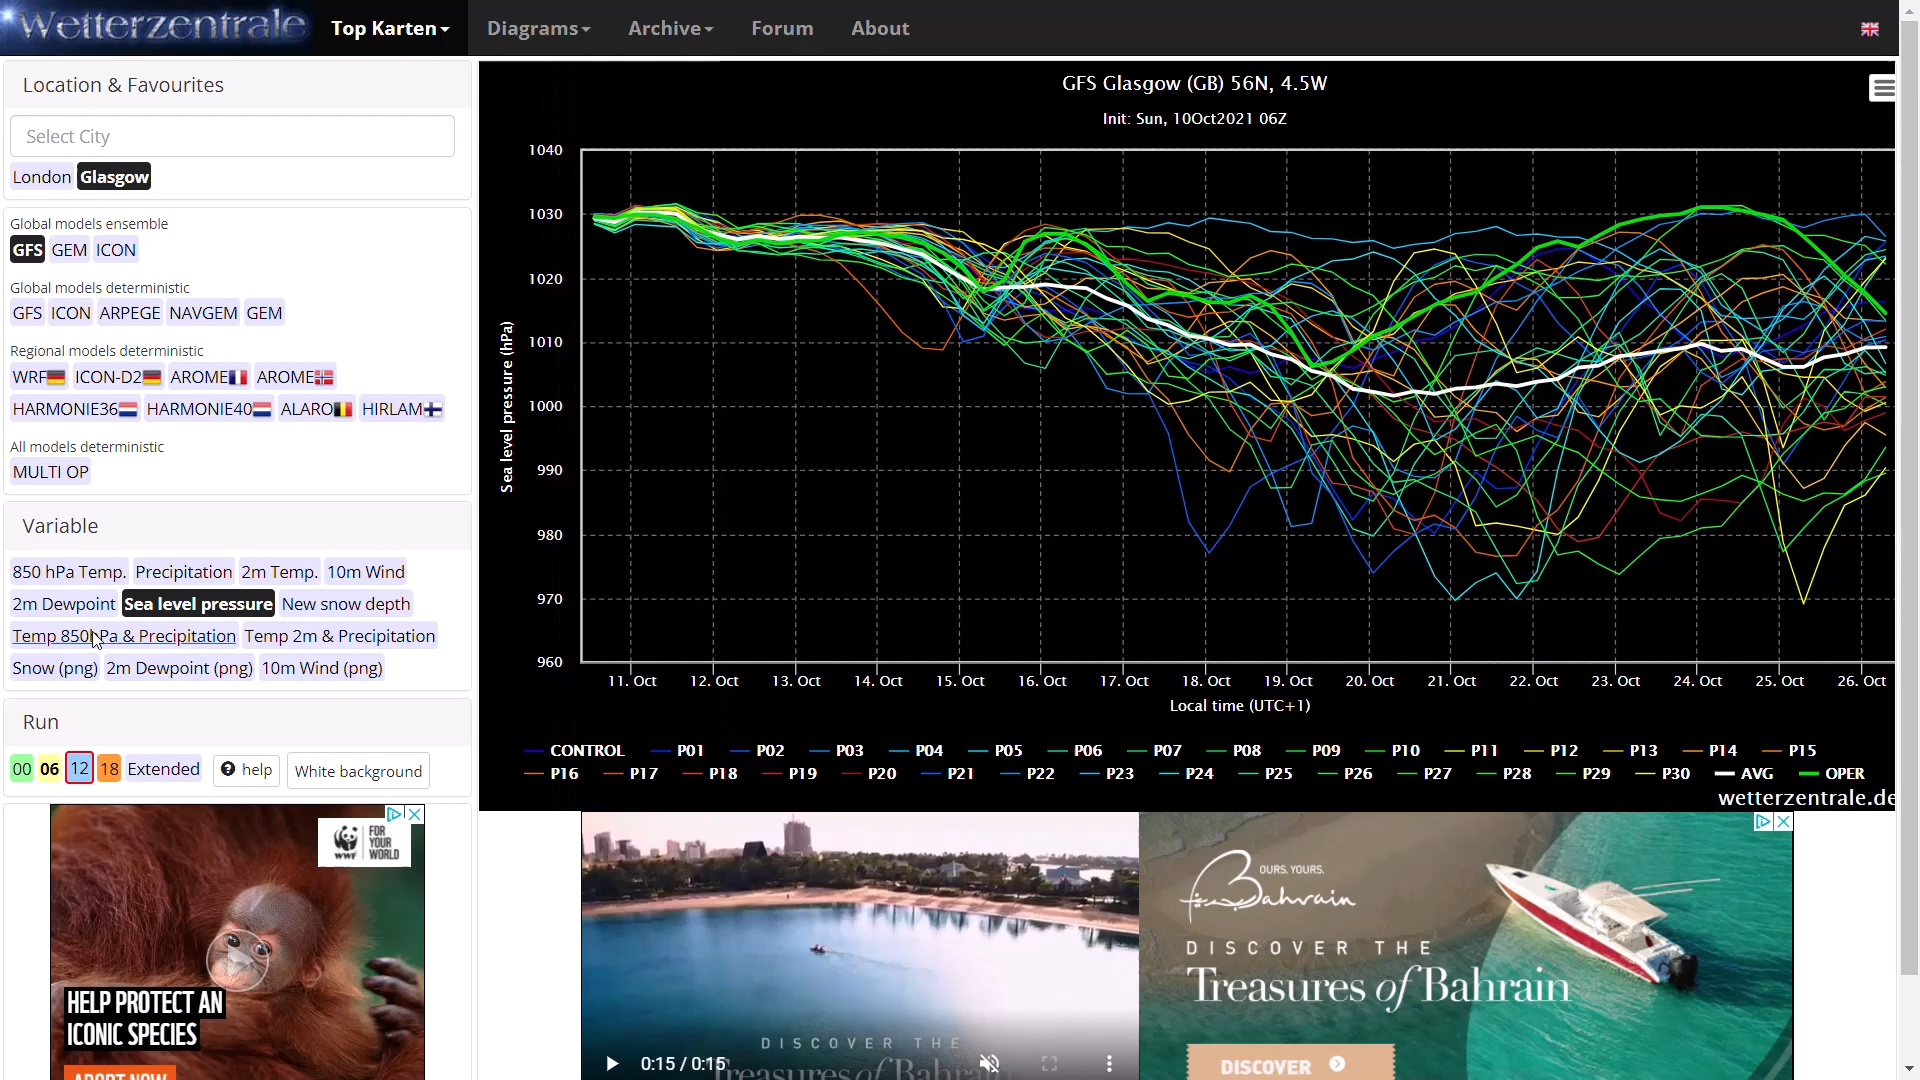 Wetterzentrale Top Karten Diagrams Archive Forum About
Location & Favourites
Select City
London Glasgow
Global models ensemble
GFS GEM ICON
Global models deterministic
GFS ICON ARPEGE NAVGEM GEM
Regional models deterministic
WRF ICON-D2 AROME AROME
HARMONIE36 HARMONIE40 ALARO HIRLAM
All models deterministic
MULTI OP
Variable
850 hPa Temp. Precipitation 2m Temp. 10m Wind
2m Dewpoint Sea level pressure New snow depth
Temp 850hPa & Precipitation Temp 2m & Precipitation
Snow (png) 2m Dewpoint (png) 10m Wind (png)
Run
00 06 12 18 Extended help White background
WWF
FOR YOUR WORLD
HELP PROTECT AN
ICONIC SPECIES
ADOPT NOW
GFS Glasgow (GB) 56N, 4.5W
Init: Sun, 10Oct2021 06Z
Sea level pressure (hPa)
1040
1030
1020
1010
1000
990
980
970
960
11. Oct 12. Oct 13. Oct 14. Oct 15. Oct 16. Oct 17. Oct 18. Oct 19. Oct 20. Oct 21. Oct 22. Oct 23. Oct 24. Oct 25. Oct 26. Oct
Local time (UTC+1)
CONTROL P01 P02 P03 P04 P05 P06 P07 P08 P09 P10 P11 P12 P13 P14 P15
P16 P17 P18 P19 P20 P21 P22 P23 P24 P25 P26 P27 P28 P29 P30 AVG OPER
wetterzentrale.de
DISCOVER THE
Treasures of Bahrain
0:15 / 0:15
OURS. YOURS.
Bahrain
DISCOVER THE
Treasures of Bahrain
DISCOVER